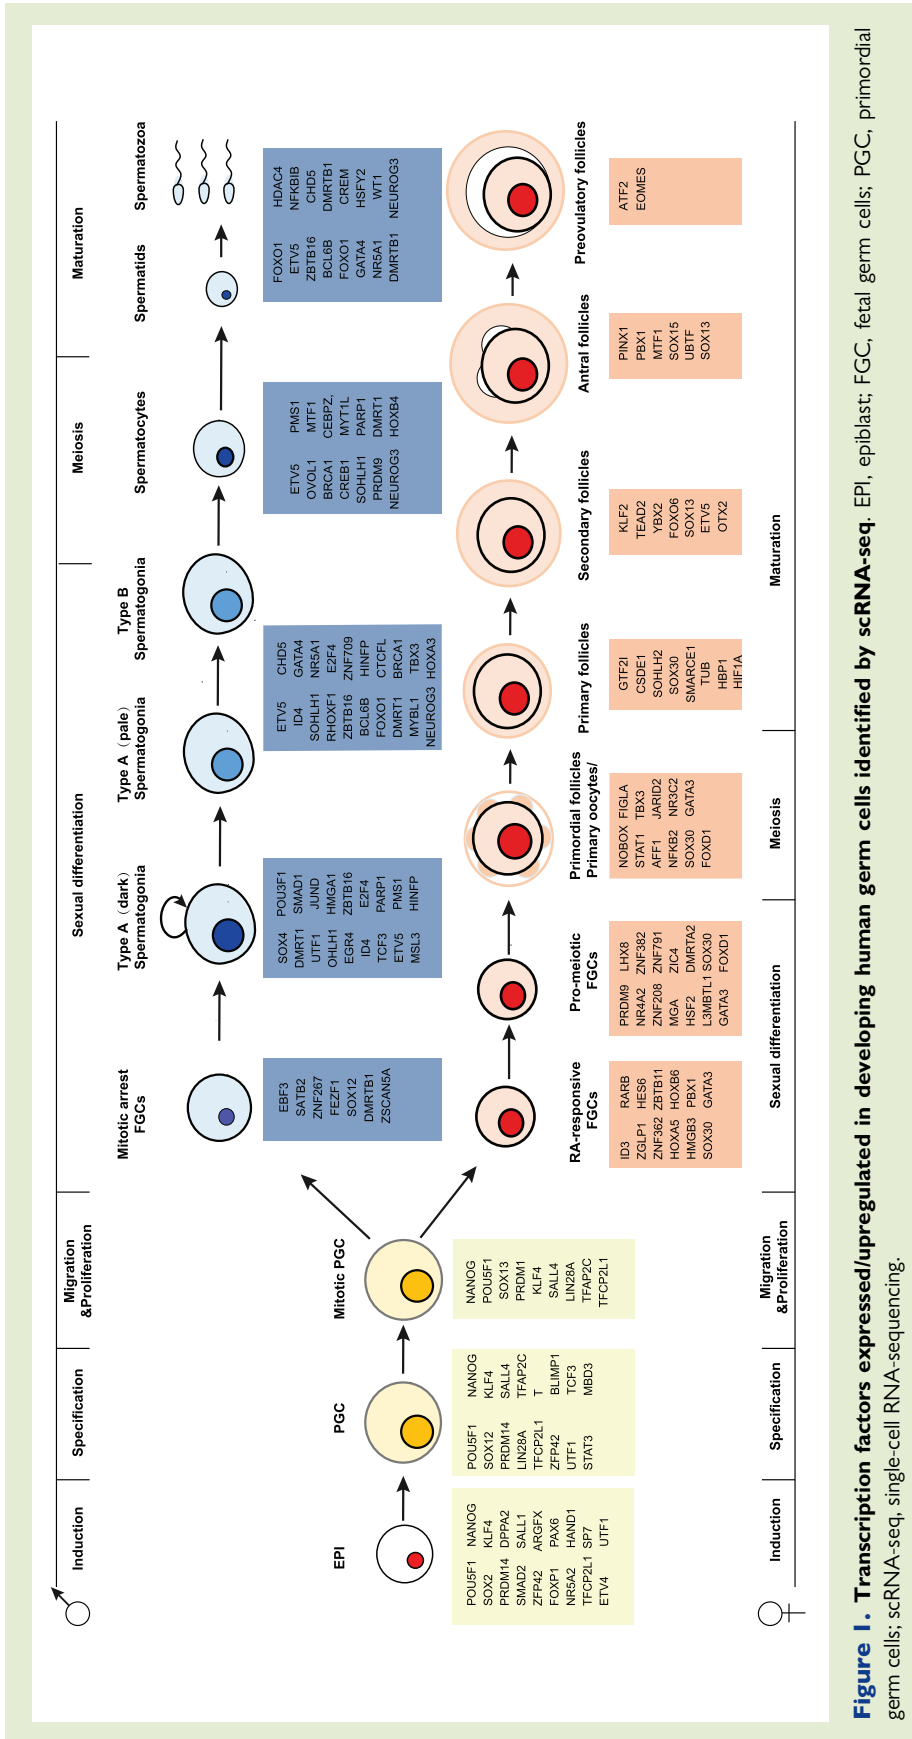 Induction
Specification
Migration
&Proliferation
Sexual differentiation
Meiosis
Maturation
EPI
POU5F1 NANOG
SOX2 KLF4
PRDM14 DPPA2
SMAD2 SALL1
ZFP42 ARGFX
FOXP1 PAX6
NR5A2 HAND1
TFCP2L1 SP7
ETV4 UTF1
PGC
POU5F1 NANOG
SOX12 KLF4
PRDM14 SALL4
LIN28A TFAP2C
TFCP2L1 T
ZFP42 BLIMP1
UTF1 TCF3
STAT3 MBD3
Mitotic PGC
NANOG
POU5F1
SOX13
PRDM1
KLF4
SALL4
LIN28A
TFAP2C
TFCP2L1
Mitotic arrest
FGCs
EBF3
SATB2
ZNF267
FEZF1
SOX12
DMRTB1
ZSCAN5A
Type A（dark）
Spermatogonia
SOX4 POU3F1
DMRT1 SMAD1
UTF1 JUND
OHLH1 HMGA1
EGR4 ZBTB16
ID4 E2F4
TCF3 PARP1
ETV5 PMS1
MSL3 HINFP
Type A（pale）
Spermatogonia
Type B
Spermatogonia
ETV5 CHD5
ID4 GATA4
SOHLH1 NR5A1
RHOXF1 E2F4
ZBTB16 ZNF709
BCL6B HINFP
FOXO1 CTCFL
DMRT1 BRCA1
MYBL1 TBX3
NEUROG3 HOXA3
Spermatocytes
ETV5 PMS1
OVOL1 MTF1
BRCA1 CEBPZ,
CREB1 MYT1L
SOHLH1 PARP1
PRDM9 DMRT1
NEUROG3 HOXB4
Spermatids
Spermatozoa
FOXO1 HDAC4
ETV5 NFKBIB
ZBTB16 CHD5
BCL6B DMRTB1
FOXO1 CREM
GATA4 HSFY2
NR5A1 WT1
DMRTB1 NEUROG3
RA-responsive
FGCs
ID3 RARB
ZGLP1 HES6
ZNF362 ZBTB11
HOXA5 HOXB6
HMGB3 PBX1
SOX30 GATA3
Pro-meiotic
FGCs
PRDM9 LHX8
NR4A2 ZNF382
ZNF208 ZNF791
MGA ZIC4
HSF2 DMRTA2
L3MBTL1 SOX30
GATA3 FOXD1
Primordial follicles
Primary oocytes/
NOBOX FIGLA
STAT1 TBX3
AFF1 JARID2
NFKB2 NR3C2
SOX30 GATA3
FOXD1
Primary follicles
GTF2I
CSDE1
SOHLH2
SOX30
SMARCE1
TUB
HBP1
HIF1A
Secondary follicles
KLF2
TEAD2
YBX2
FOXO6
SOX13
ETV5
OTX2
Antral follicles
PINX1
PBX1
MTF1
SOX15
UBTF
SOX13
Preovulatory follicles
ATF2
EOMES
Induction
Specification
Migration
&Proliferation
Sexual differentiation
Meiosis
Maturation
Figure 1. Transcription factors expressed/upregulated in developing human germ cells identified by scRNA-seq. EPI, epiblast; FGC, fetal germ cells; PGC, primordial
germ cells; scRNA-seq, single-cell RNA-sequencing.